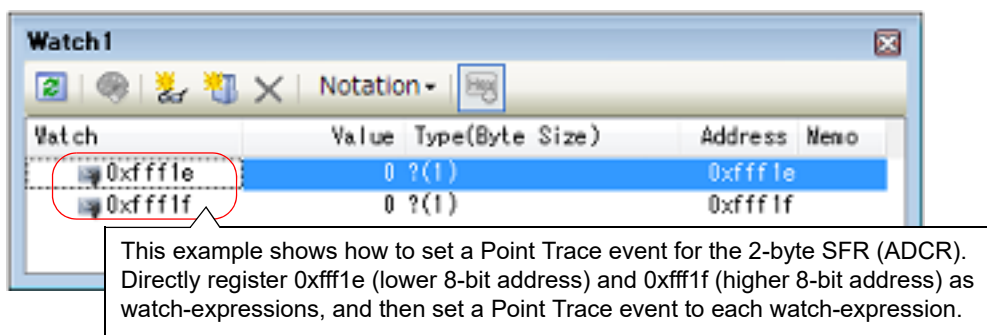 Watch1
Notation
Hex
Watch Value Type(Byte Size) Address Memo
0xfff1e 0 ?(1) 0xfff1e
0xfff1f 0 ?(1) 0xfff1f
This example shows how to set a Point Trace event for the 2-byte SFR (ADCR).
Directly register 0xfff1e (lower 8-bit address) and 0xfff1f (higher 8-bit address) as
watch-expressions, and then set a Point Trace event to each watch-expression.